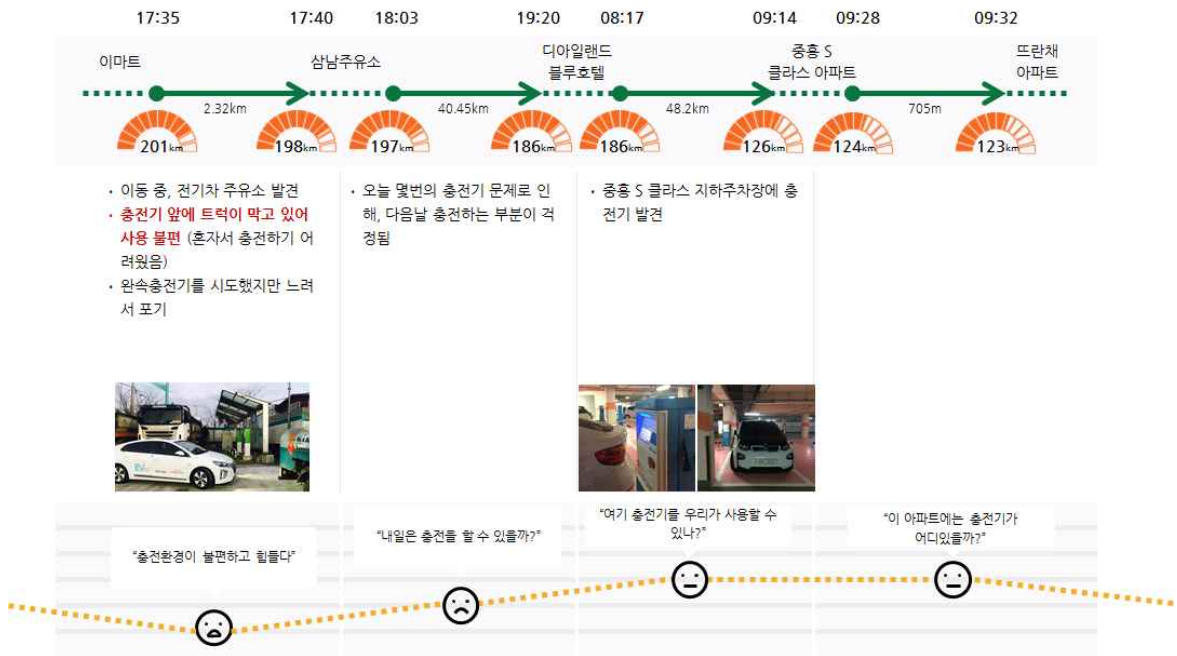 17:35 17:40 18:03 19:20 08:17 09:14 09:28 09:32
이마트
삼남주유소
디아일랜드
블루호텔
중흥 S
클라스 아파트
뜨란채
아파트
2.32km
40.45km
48.2km
705m
201km
198km
197km
186km
186km
126km
124km
123km
• 이동 중, 전기차 주유소 발견
• 충전기 앞에 트럭이 막고 있어
사용 불편 (혼자서 충전하기 어
려웠음)
• 완속충전기를 시도했지만 느려
서 포기
• 오늘 몇번의 충전기 문제로 인
해, 다음날 충전하는 부분이 걱
정됨
• 중흥 S 클라스 지하주차장에 충
전기 발견
“충전환경이 불편하고 힘들다”
“내일은 충전을 할 수 있을까?”
“여기 충전기를 우리가 사용할 수
있나?”
“이 아파트에는 충전기가
어디있을까?”